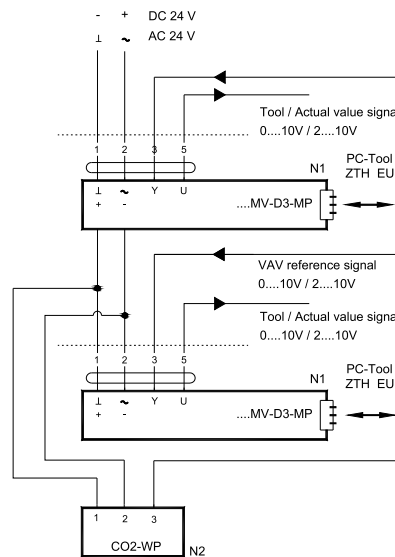 - + DC 24 V
⊥ ~ AC 24 V
Tool / Actual value signa
0....10V / 2....10V
1 2 3 5
PC-Tool
ZTH EU
N1
⊥ ~ Y U
+ -
....MV-D3-MP
VAV reference signal
0....10V / 2....10V
Tool / Actual value signa
0....10V / 2....10V
1 2 3 5
PC-Tool
ZTH EU
N1
⊥ ~ Y U
+ -
....MV-D3-MP
1 2 3
CO2-WP
N2